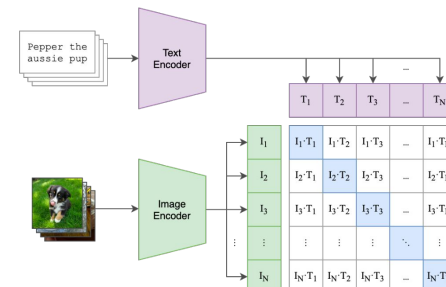 Pepper the
aussie pup
Text
Encoder
...
T1 T2 T3 ... TN
Image
Encoder
I1 I1·T1 I1·T2 I1·T3 ...
I2 I2·T1 I2·T2 I2·T3 ...
I3 I3·T1 I3·T2 I3·T3 ...
⋮ ⋮ ⋮ ⋮ ⋮ ⋱ ⋮
IN IN·T1 IN·T2 IN·T3 ...